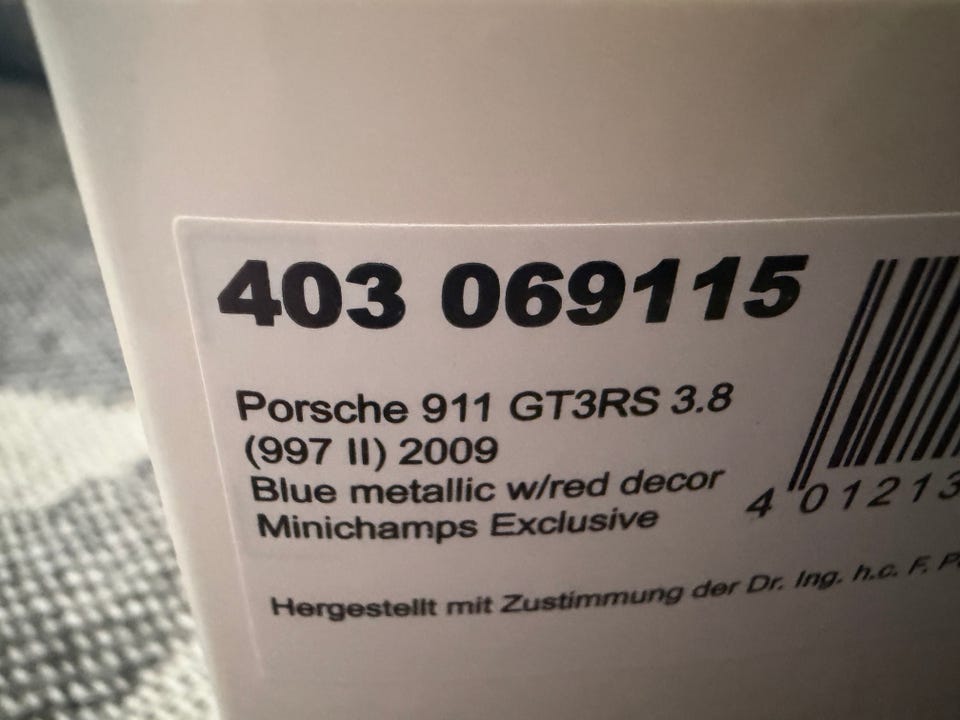 403 069115
Porsche 911 GT3RS 3.8
(997 II) 2009
Blue metallic w/red decor
Minichamps Exclusive
4 01213
Hergestellt mit Zustimmung der Dr. Ing. h.c. F.